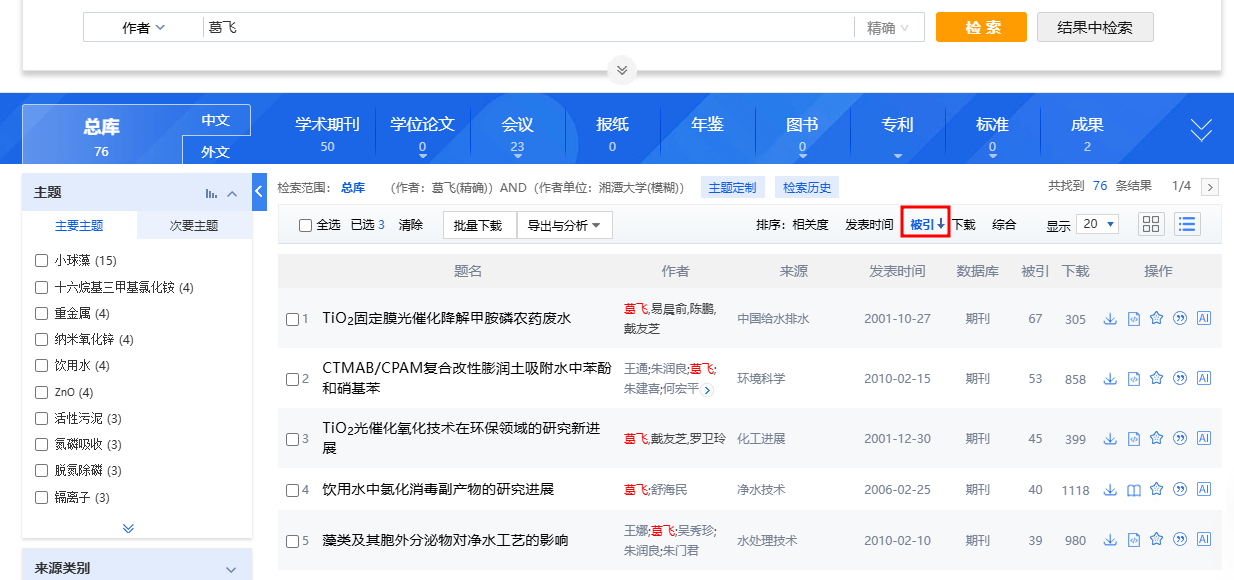 作者 葛飞 精确 检索 结果中检索
总库 76 中文 外文
学术期刊 50 学位论文 0 会议 23 报纸 0 年鉴 图书 0 专利 标准 0 成果 2
主题
主要主题 次要主题
小球藻 (15)
十六烷基三甲基氯化铵 (4)
重金属 (4)
纳米氧化锌 (4)
饮用水 (4)
ZnO (4)
活性污泥 (3)
氮磷吸收 (3)
脱氮除磷 (3)
镉离子 (3)
来源类别
检索范围: 总库 (作者: 葛飞(精确)) AND (作者单位: 湘潭大学(模糊)) 主题定制 检索历史 共找到 76 条结果 1/4
全选 已选 3 清除 批量下载 导出与分析 排序: 相关度 发表时间 被引↓ 下载 综合 显示 20
题名 作者 来源 发表时间 数据库 被引 下载 操作
1 TiO2固定膜光催化降解甲胺磷农药废水 葛飞,易晨俞,陈鹏, 中国给水排水 2001-10-27 期刊 67 305 AI
戴友芝
2 CTMAB/CPAM复合改性膨润土吸附水中苯酚 王通;朱润良;葛飞; 环境科学 2010-02-15 期刊 53 858 AI
和硝基苯 朱建喜;何宏平
3 TiO2光催化氧化技术在环保领域的研究新进 葛飞,戴友芝,罗卫玲 化工进展 2001-12-30 期刊 45 399 AI
展
4 饮用水中氯化消毒副产物的研究进展 葛飞;舒海民 净水技术 2006-02-25 期刊 40 1118 AI
5 藻类及其胞外分泌物对净水工艺的影响 王娜;葛飞;吴秀珍; 水处理技术 2010-02-10 期刊 39 980 AI
朱润良;朱门君